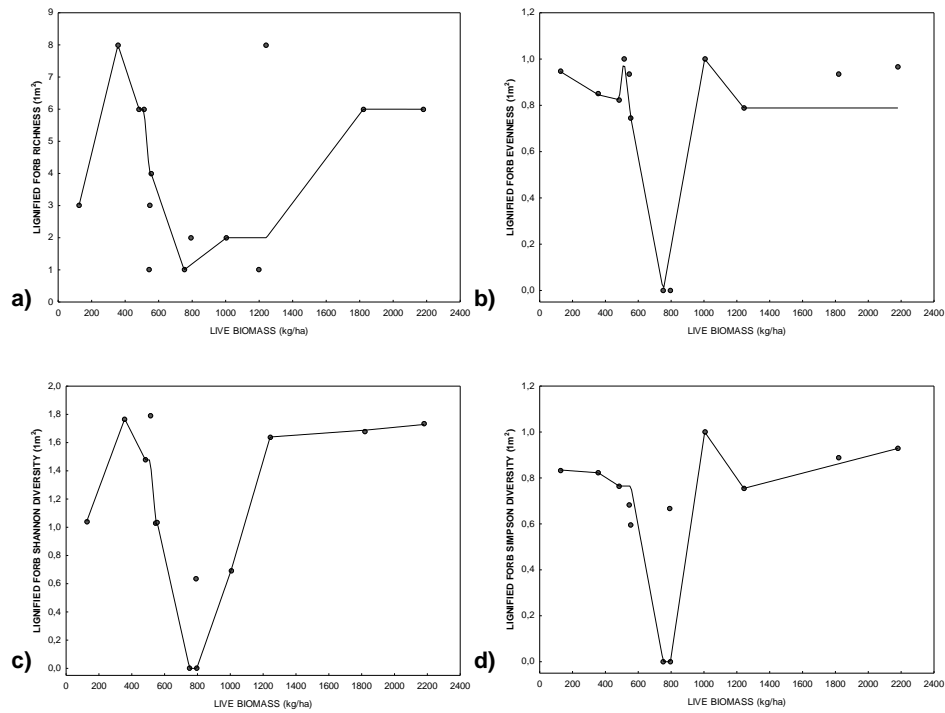 9
8
7
6
5
4
3
2
1
0
LIGNIFIED FORB RICHNESS (1m²)
0 200 400 600 800 1000 1200 1400 1600 1800 2000 2200 2400
LIVE BIOMASS (kg/ha)
a)
1,2
1,0
0,8
0,6
0,4
0,2
0,0
LIGNIFIED FORB EVENNESS (1m²)
0 200 400 600 800 1000 1200 1400 1600 1800 2000 2200 2400
LIVE BIOMASS (kg/ha)
b)
2,0
1,8
1,6
1,4
1,2
1,0
0,8
0,6
0,4
0,2
0,0
LIGNIFIED FORB SHANNON DIVERSITY (1m²)
0 200 400 600 800 1000 1200 1400 1600 1800 2000 2200 2400
LIVE BIOMASS (kg/ha)
c)
1,2
1,0
0,8
0,6
0,4
0,2
0,0
LIGNIFIED FORB SIMPSON DIVERSITY (1m²)
0 200 400 600 800 1000 1200 1400 1600 1800 2000 2200 2400
LIVE BIOMASS (kg/ha)
d)